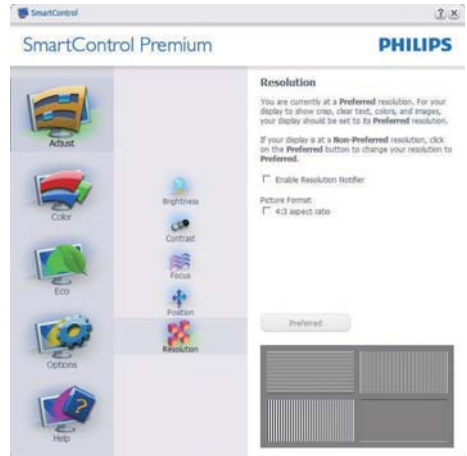 SmartControl
SmartControl Premium
PHILIPS
Adjust
Color
Eco
Options
Help
Brightness
Contrast
Focus
Position
Resolution
Resolution
You are currently at a Preferred resolution. For your
display to show crisp, clear text, colors, and images,
your display should be set to its Preferred resolution.
If your display is at a Non-Preferred resolution, click
on the Preferred button to change your resolution to
Preferred.
Enable Resolution Notifier
Picture Format:
4:3 aspect ratio
Preferred